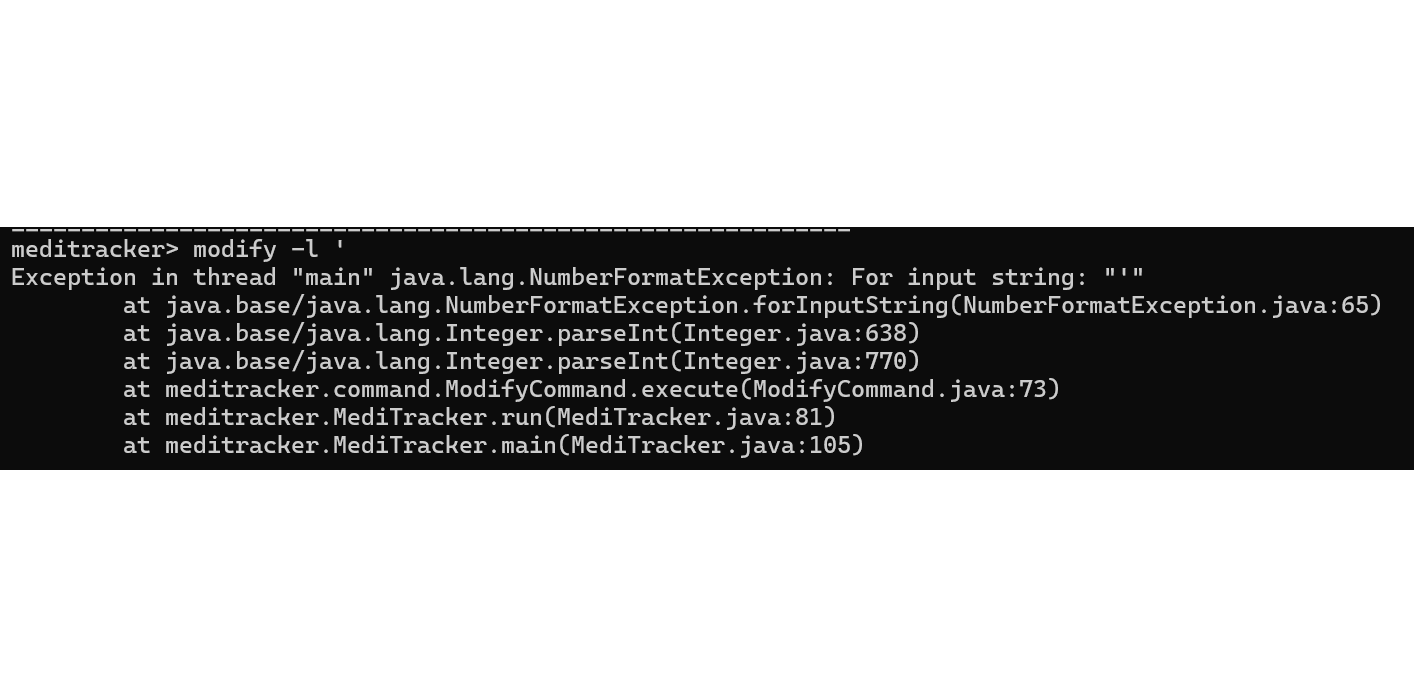 ____________________________________________________________
meditracker> modify -l '
Exception in thread "main" java.lang.NumberFormatException: For input string: "'"
        at java.base/java.lang.NumberFormatException.forInputString(NumberFormatException.java:65)
        at java.base/java.lang.Integer.parseInt(Integer.java:638)
        at java.base/java.lang.Integer.parseInt(Integer.java:770)
        at meditracker.command.ModifyCommand.execute(ModifyCommand.java:73)
        at meditracker.MediTracker.run(MediTracker.java:81)
        at meditracker.MediTracker.main(MediTracker.java:105)